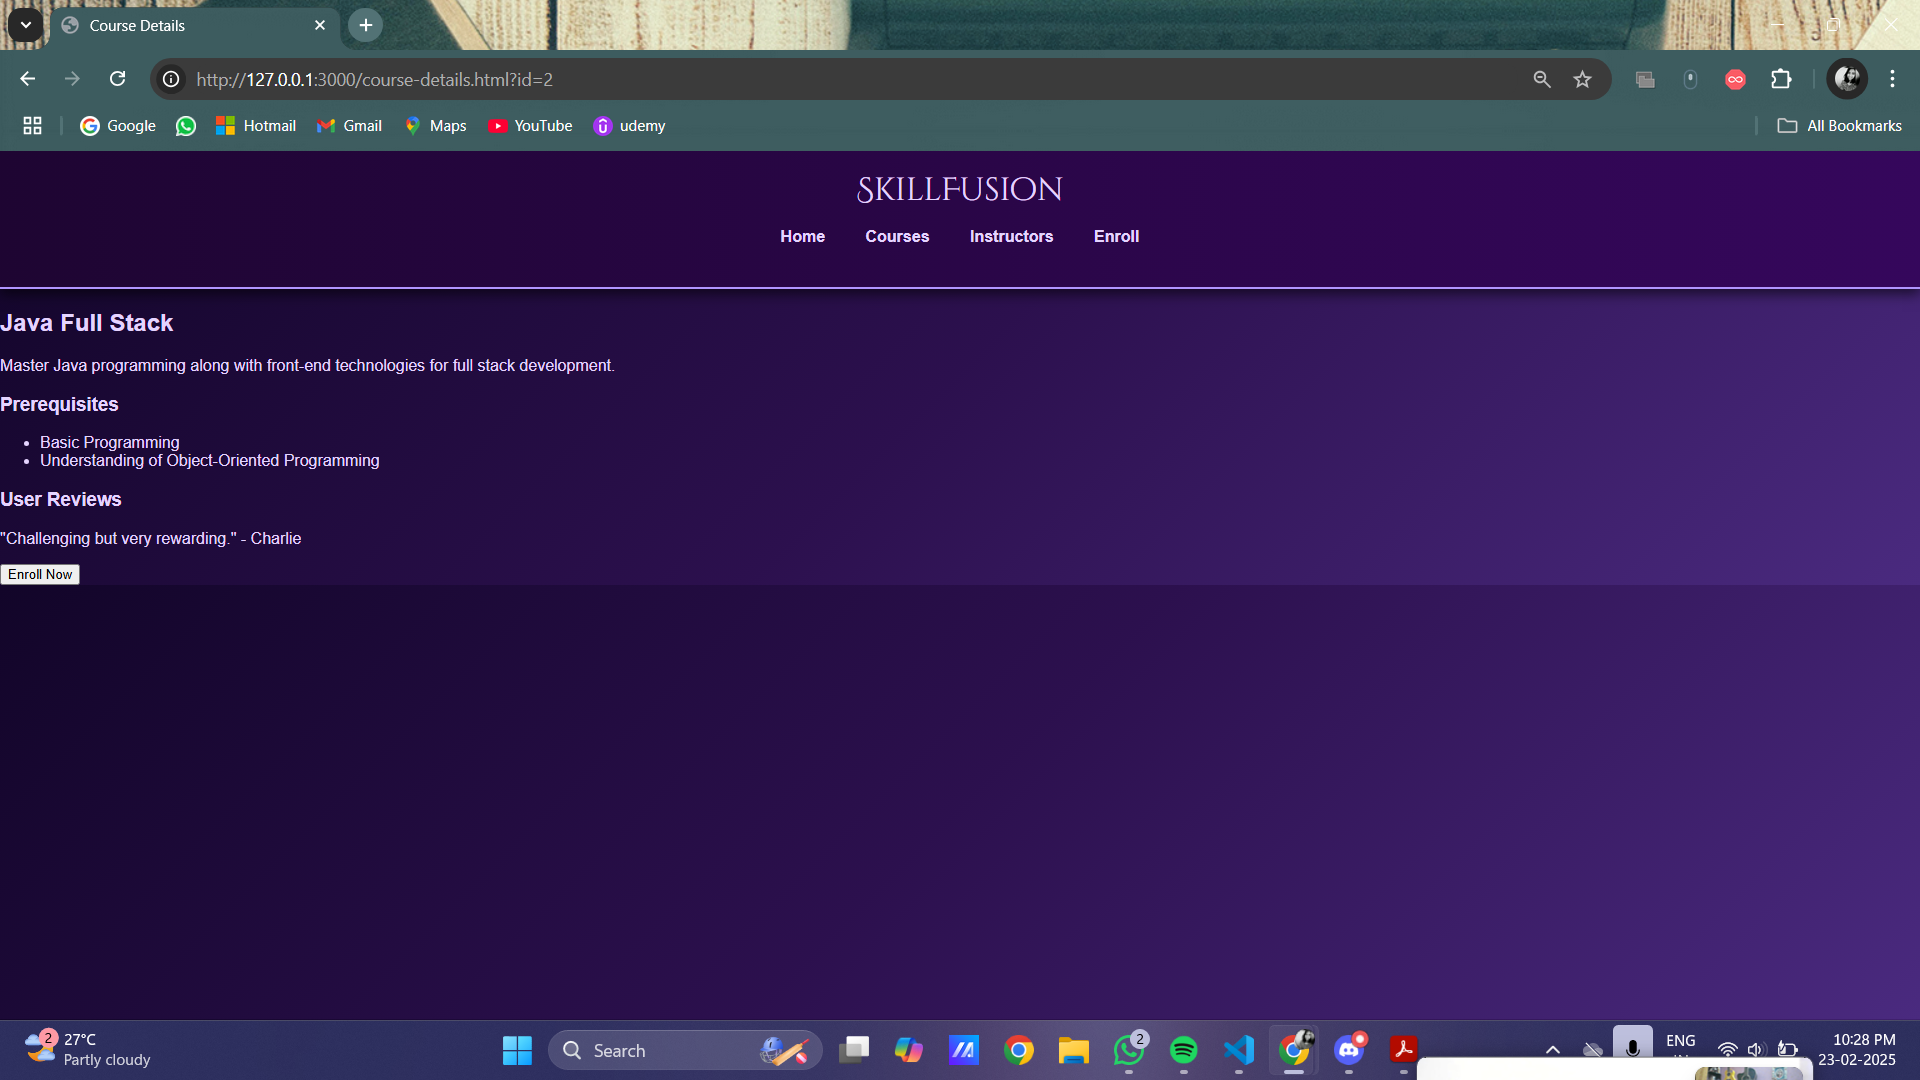 Course Details
http://127.0.0.1:3000/course-details.html?id=2
Google
Hotmail
Gmail
Maps
YouTube
udemy
All Bookmarks
SKILLFUSION
Home
Courses
Instructors
Enroll
Java Full Stack
Master Java programming along with front-end technologies for full stack development.
Prerequisites
• Basic Programming
• Understanding of Object-Oriented Programming
User Reviews
"Challenging but very rewarding." - Charlie
Enroll Now
2
27°C
Partly cloudy
Search
2
ENG
10:28 PM
23-02-2025